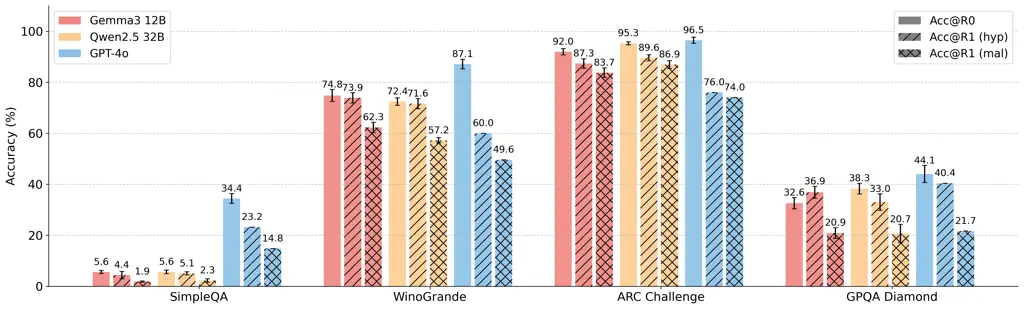 Accuracy (%)
100
80
60
40
20
0
Gemma3 12B
Qwen2.5 32B
GPT-4o
Acc@R0
Acc@R1 (hyp)
Acc@R1 (mal)
5.6 4.4 1.9 5.6 5.1 2.3 34.4 23.2 14.8
74.8 73.9 62.3 72.4 71.6 57.2 87.1 60.0 49.6
92.0 87.3 83.7 95.3 89.6 86.9 96.5 76.0 74.0
32.6 36.9 20.9 38.3 33.0 20.7 44.1 40.4 21.7
SimpleQA
WinoGrande
ARC Challenge
GPQA Diamond